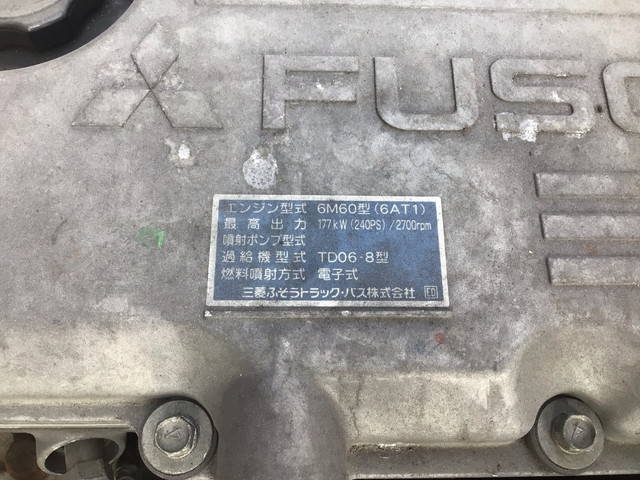 FUSO
エンジン型式 6M60型(6AT1)
最高出力 177kW(240PS)/2700rpm
噴射ポンプ型式
過給機型式 TD06-8型
燃料噴射方式 電子式
三菱ふそうトラック・バス株式会社 ED